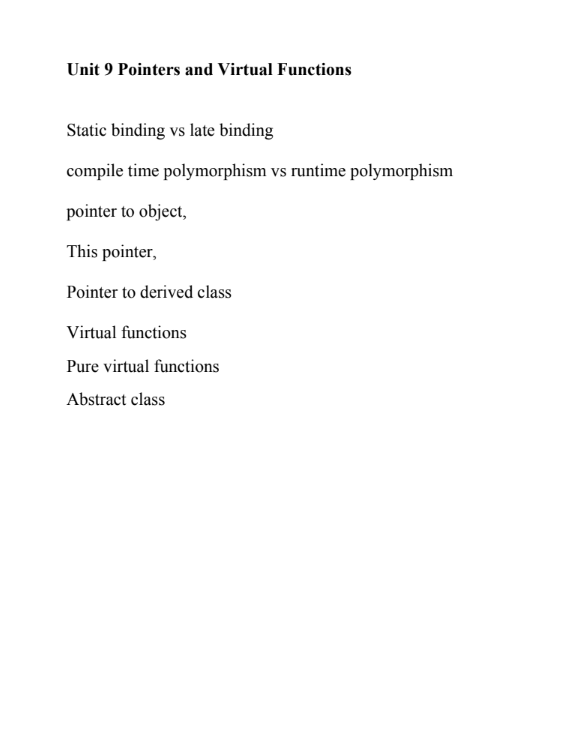 Unit 9 Pointers and Virtual Functions
Static binding vs late binding
compile time polymorphism vs runtime polymorphism
pointer to object,
This pointer,
Pointer to derived class
Virtual functions
Pure virtual functions
Abstract class